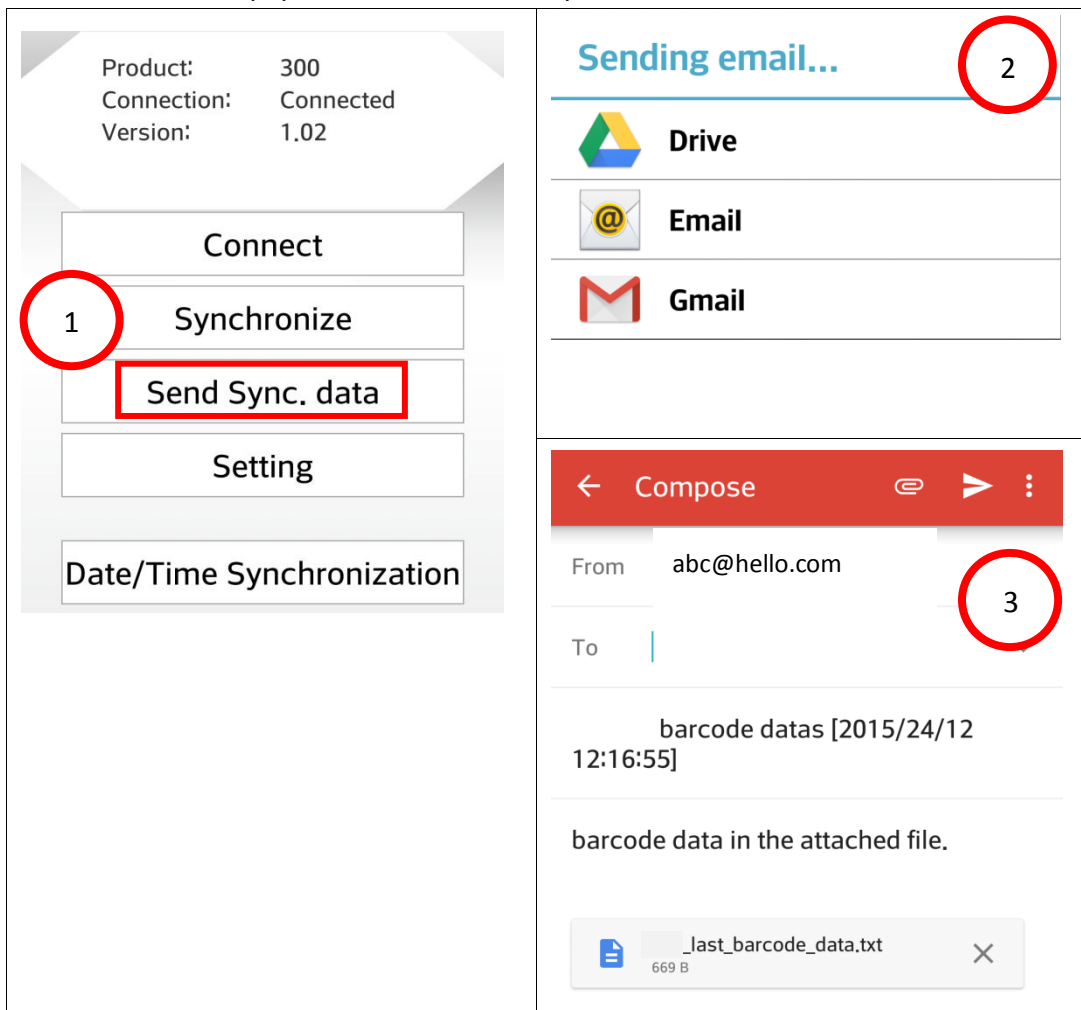 Product: 300
Connection: Connected
Version: 1.02
Connect
1
Synchronize
Send Sync. data
Setting
Date/Time Synchronization
Sending email...
2
Drive
Email
Gmail
Compose
From abc@hello.com
3
To
barcode datas [2015/24/12
12:16:55]
barcode data in the attached file.
_last_barcode_data.txt
669 B